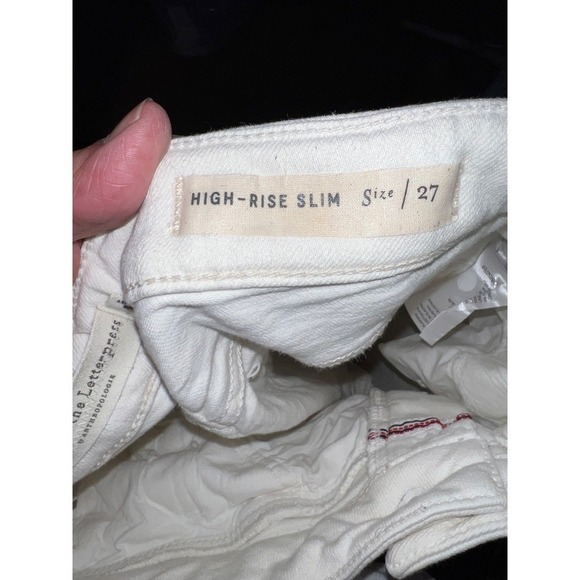 HIGH-RISE SLIM Size / 27
the Letterpress
ANTHROPOLOGIE